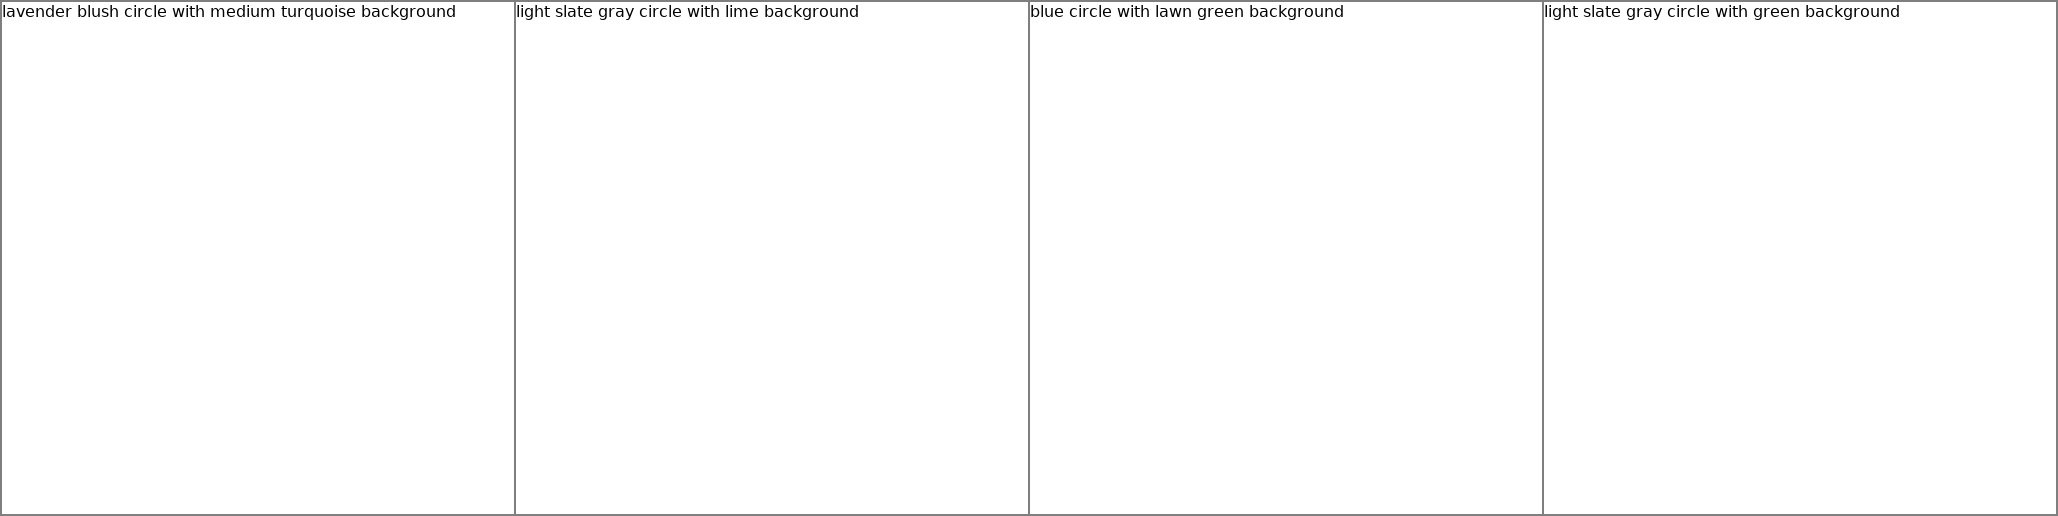 lavender blush circle with medium turquoise background
light slate gray circle with lime background
blue circle with lawn green background
light slate gray circle with green background